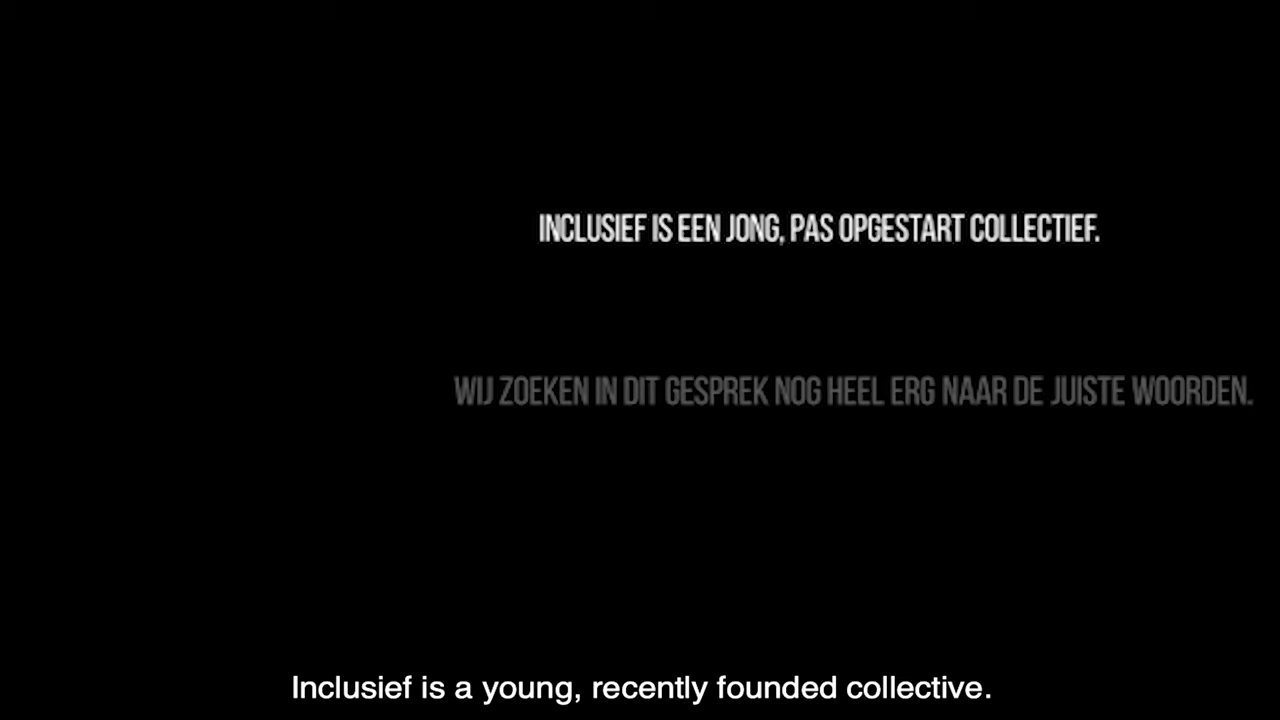 INCLUSIEF IS EEN JONG, PAS OPGESTART COLLECTIEF.
WIJ ZOEKEN IN DIT GESPREK NOG HEEL ERG NAAR DE JUISTE WOORDEN.
Inclusief is a young, recently founded collective.